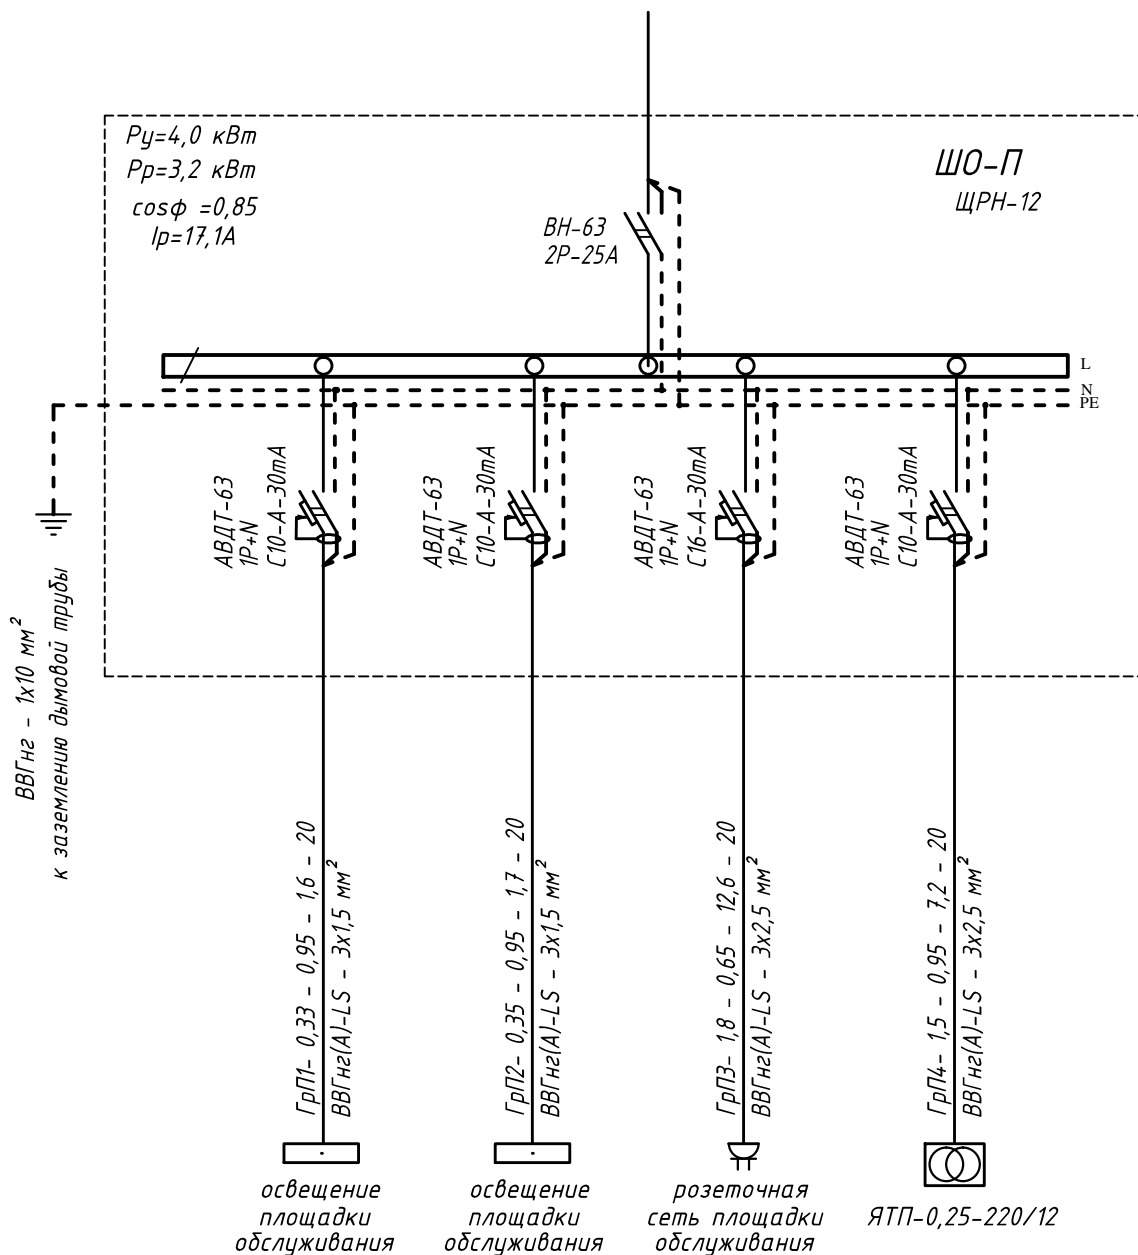 Ру=4,0 кВт
Рр=3,2 кВт
cosφ =0,85
Iр=17,1А
ШО-П
ЩРН-12
ВН-63
2Р-25А
L
N
PE
АВДТ-63
1Р+N
С10-А-30mA
АВДТ-63
1Р+N
С10-А-30mA
АВДТ-63
1Р+N
С16-А-30mA
АВДТ-63
1Р+N
С10-А-30mA
ВВГнг - 1х10 мм²
к заземлению дымовой трубы
ГрП1- 0,33 - 0,95 - 1,6 - 20
ВВГнг(А)-LS - 3х1,5 мм²
ГрП2- 0,35 - 0,95 - 1,7 - 20
ВВГнг(А)-LS - 3х1,5 мм²
ГрП3- 1,8 - 0,65 - 12,6 - 20
ВВГнг(А)-LS - 3х2,5 мм²
ГрП4- 1,5 - 0,95 - 7,2 - 20
ВВГнг(А)-LS - 3х2,5 мм²
освещение
площадки
обслуживания
освещение
площадки
обслуживания
розеточная
сеть площадки
обслуживания
ЯТП-0,25-220/12